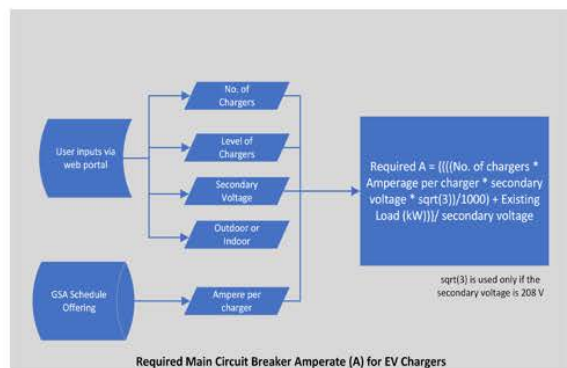 No. of
Chargers
User inputs via
web portal
Level of
Chargers
Secondary
Voltage
Outdoor or
Indoor
GSA Schedule
Offering
Ampere per
charger
Required A = {((((No. of chargers *
Amperage per charger * secondary
voltage * sqrt(3))/1000) + Existing
Load (kW)))]/ secondary voltage
sqrt(3) is used only if the
secondary voltage is 208 V
Required Main Circuit Breaker Amperate (A) for EV Chargers